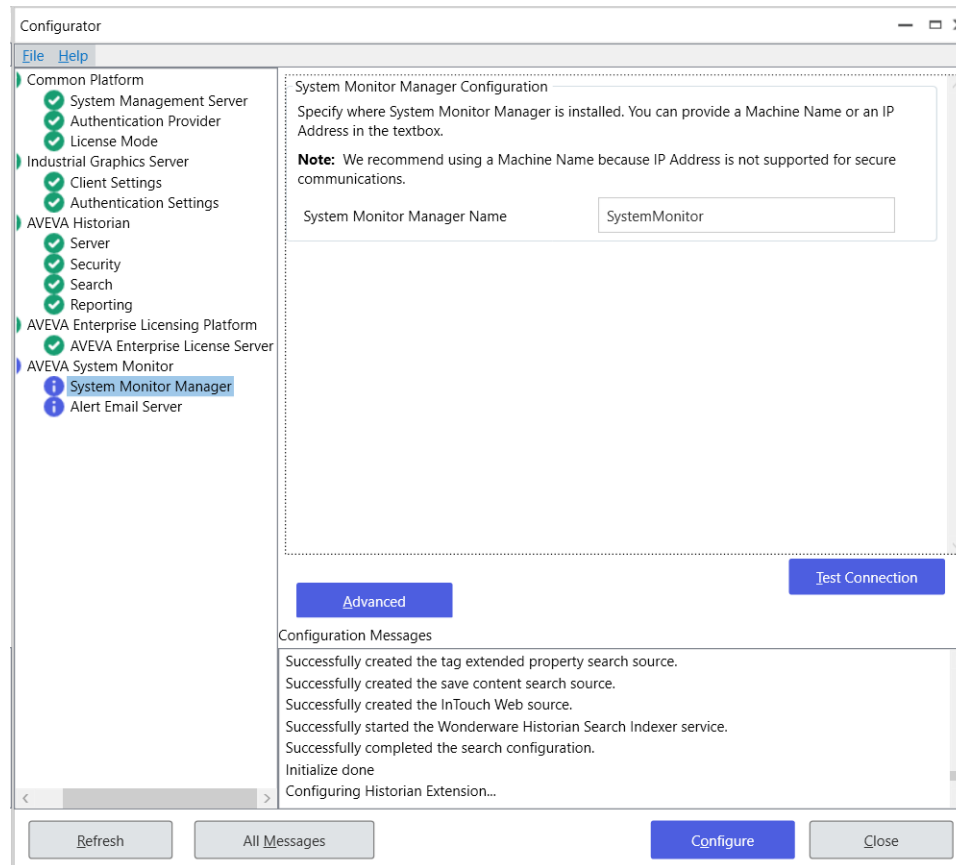 Configurator
File Help
Common Platform
System Management Server
Authentication Provider
License Mode
Industrial Graphics Server
Client Settings
Authentication Settings
AVEVA Historian
Server
Security
Search
Reporting
AVEVA Enterprise Licensing Platform
AVEVA Enterprise License Server
AVEVA System Monitor
System Monitor Manager
Alert Email Server
System Monitor Manager Configuration
Specify where System Monitor Manager is installed. You can provide a Machine Name or an IP
Address in the textbox.
Note: We recommend using a Machine Name because IP Address is not supported for secure
communications.
System Monitor Manager Name
SystemMonitor
Test Connection
Advanced
Configuration Messages
Successfully created the tag extended property search source.
Successfully created the save content search source.
Successfully created the InTouch Web source.
Successfully started the Wonderware Historian Search Indexer service.
Successfully completed the search configuration.
Initialize done
Configuring Historian Extension...
Refresh
All Messages
Configure
Close